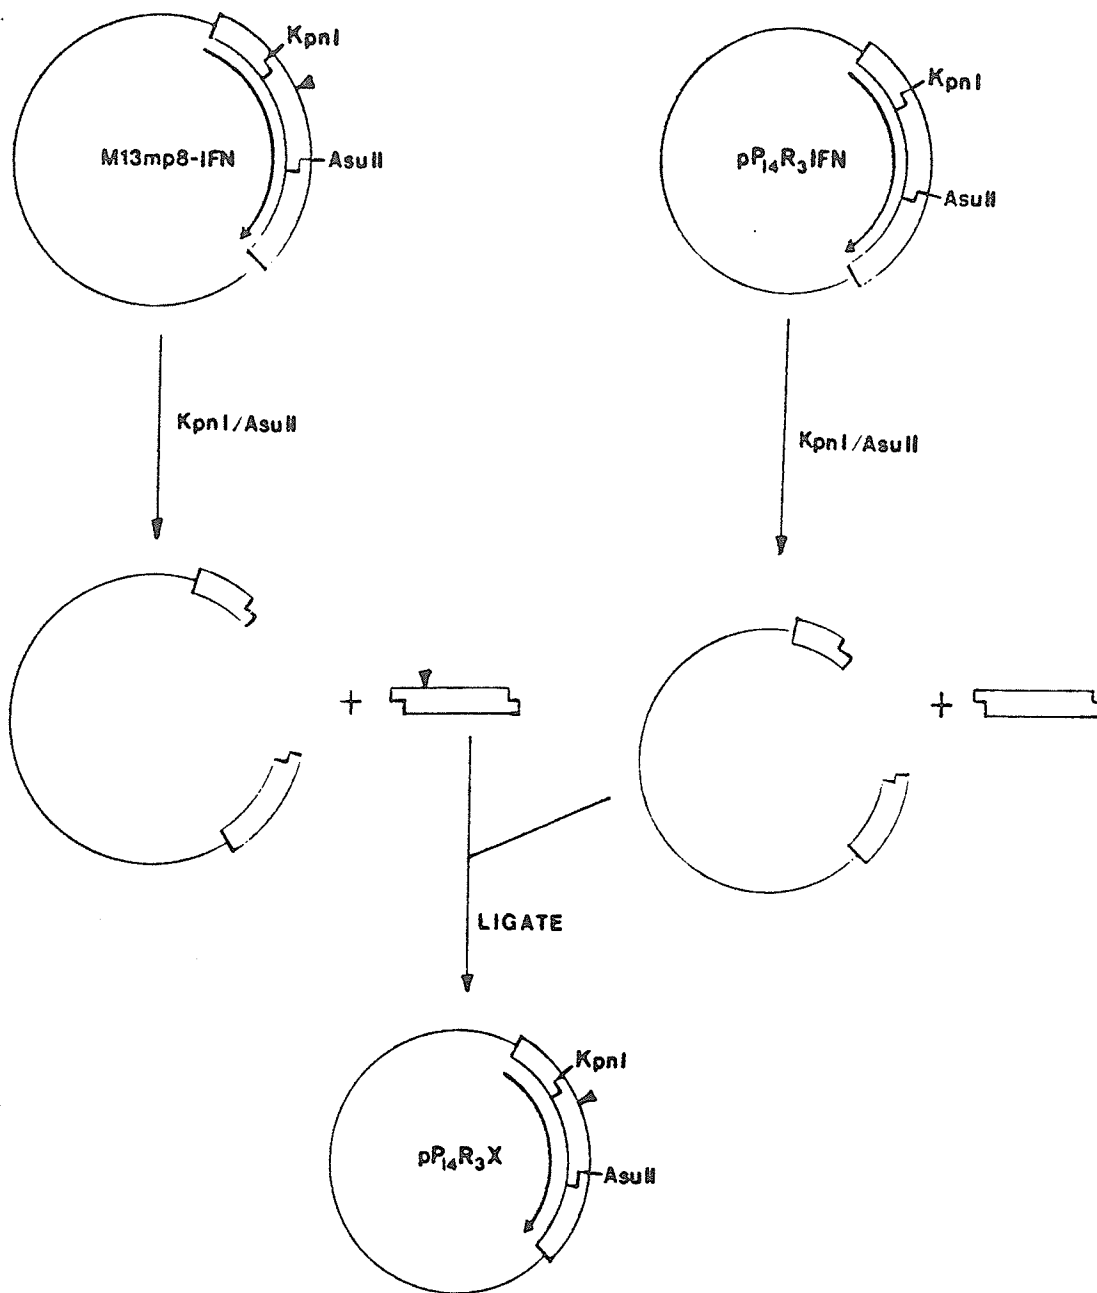 KpnI
M13mp8-IFN
AsuII
KpnI
pP₁₄R₃IFN
AsuII
KpnI/AsuII
KpnI/AsuII
+
+
LIGATE
KpnI
pP₁₄R₃X
AsuII